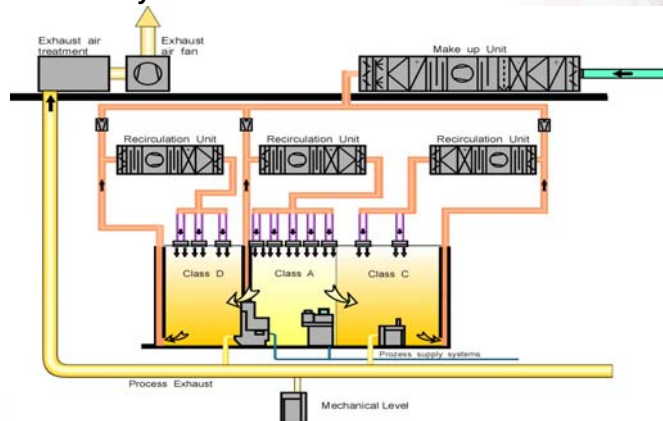 Exhaust air
treatment
Exhaust
air fan
Make up Unit
Recirculation Unit
Recirculation Unit
Recirculation Unit
Class D
Class A
Class C
Prozess supply systems
Process Exhaust
Mechanical Level